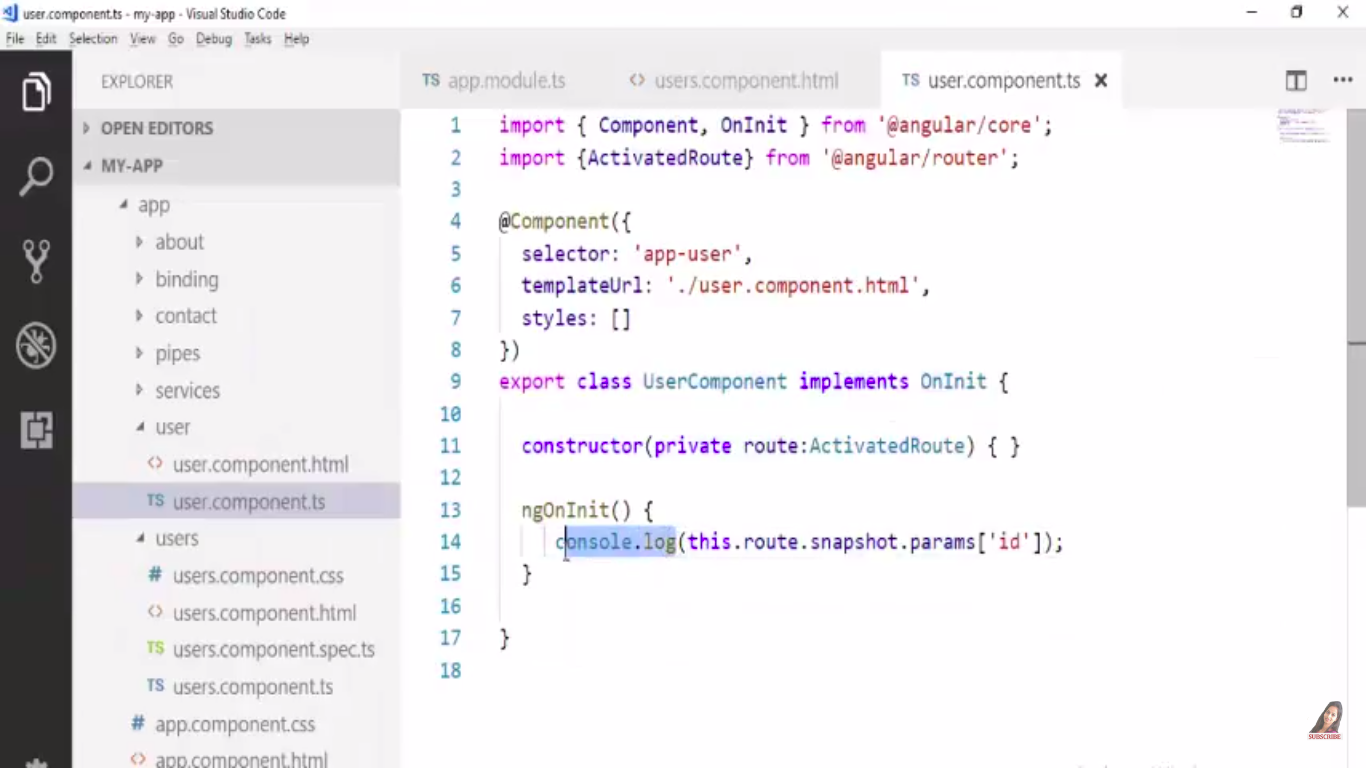 user.component.ts - my-app - Visual Studio Code
File Edit Selection View Go Debug Tasks Help
EXPLORER
OPEN EDITORS
MY-APP
app
about
binding
contact
pipes
services
user
<> user.component.html
TS user.component.ts
users
# users.component.css
<> users.component.html
TS users.component.spec.ts
TS users.component.ts
# app.component.css
<> app.component.html
TS app.module.ts
<> users.component.html
TS user.component.ts
1 import { Component, OnInit } from '@angular/core';
2 import {ActivatedRoute} from '@angular/router';
3
4 @Component({
5 selector: 'app-user',
6 templateUrl: './user.component.html',
7 styles: []
8 })
9 export class UserComponent implements OnInit {
10
11 constructor(private route:ActivatedRoute) { }
12
13 ngOnInit() {
14 console.log(this.route.snapshot.params['id']);
15 }
16
17 }
18
SUBSCRIBE